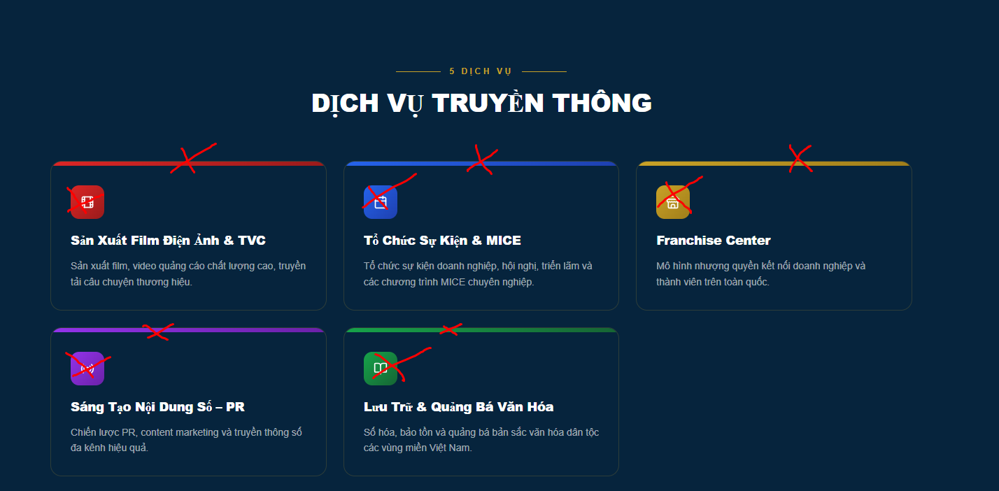 5 DỊCH VỤ
DỊCH VỤ TRUYỀN THÔNG
Sản Xuất Film Điện Ảnh & TVC
Sản xuất film, video quảng cáo chất lượng cao, truyền
tải câu chuyện thương hiệu.
Tổ Chức Sự Kiện & MICE
Tổ chức sự kiện doanh nghiệp, hội nghị, triển lãm và
các chương trình MICE chuyên nghiệp.
Franchise Center
Mô hình nhượng quyền kết nối doanh nghiệp và
thành viên trên toàn quốc.
Sáng Tạo Nội Dung Số – PR
Chiến lược PR, content marketing và truyền thông số
đa kênh hiệu quả.
Lưu Trữ & Quảng Bá Văn Hóa
Số hóa, bảo tồn và quảng bá bản sắc văn hóa dân tộc
các vùng miền Việt Nam.